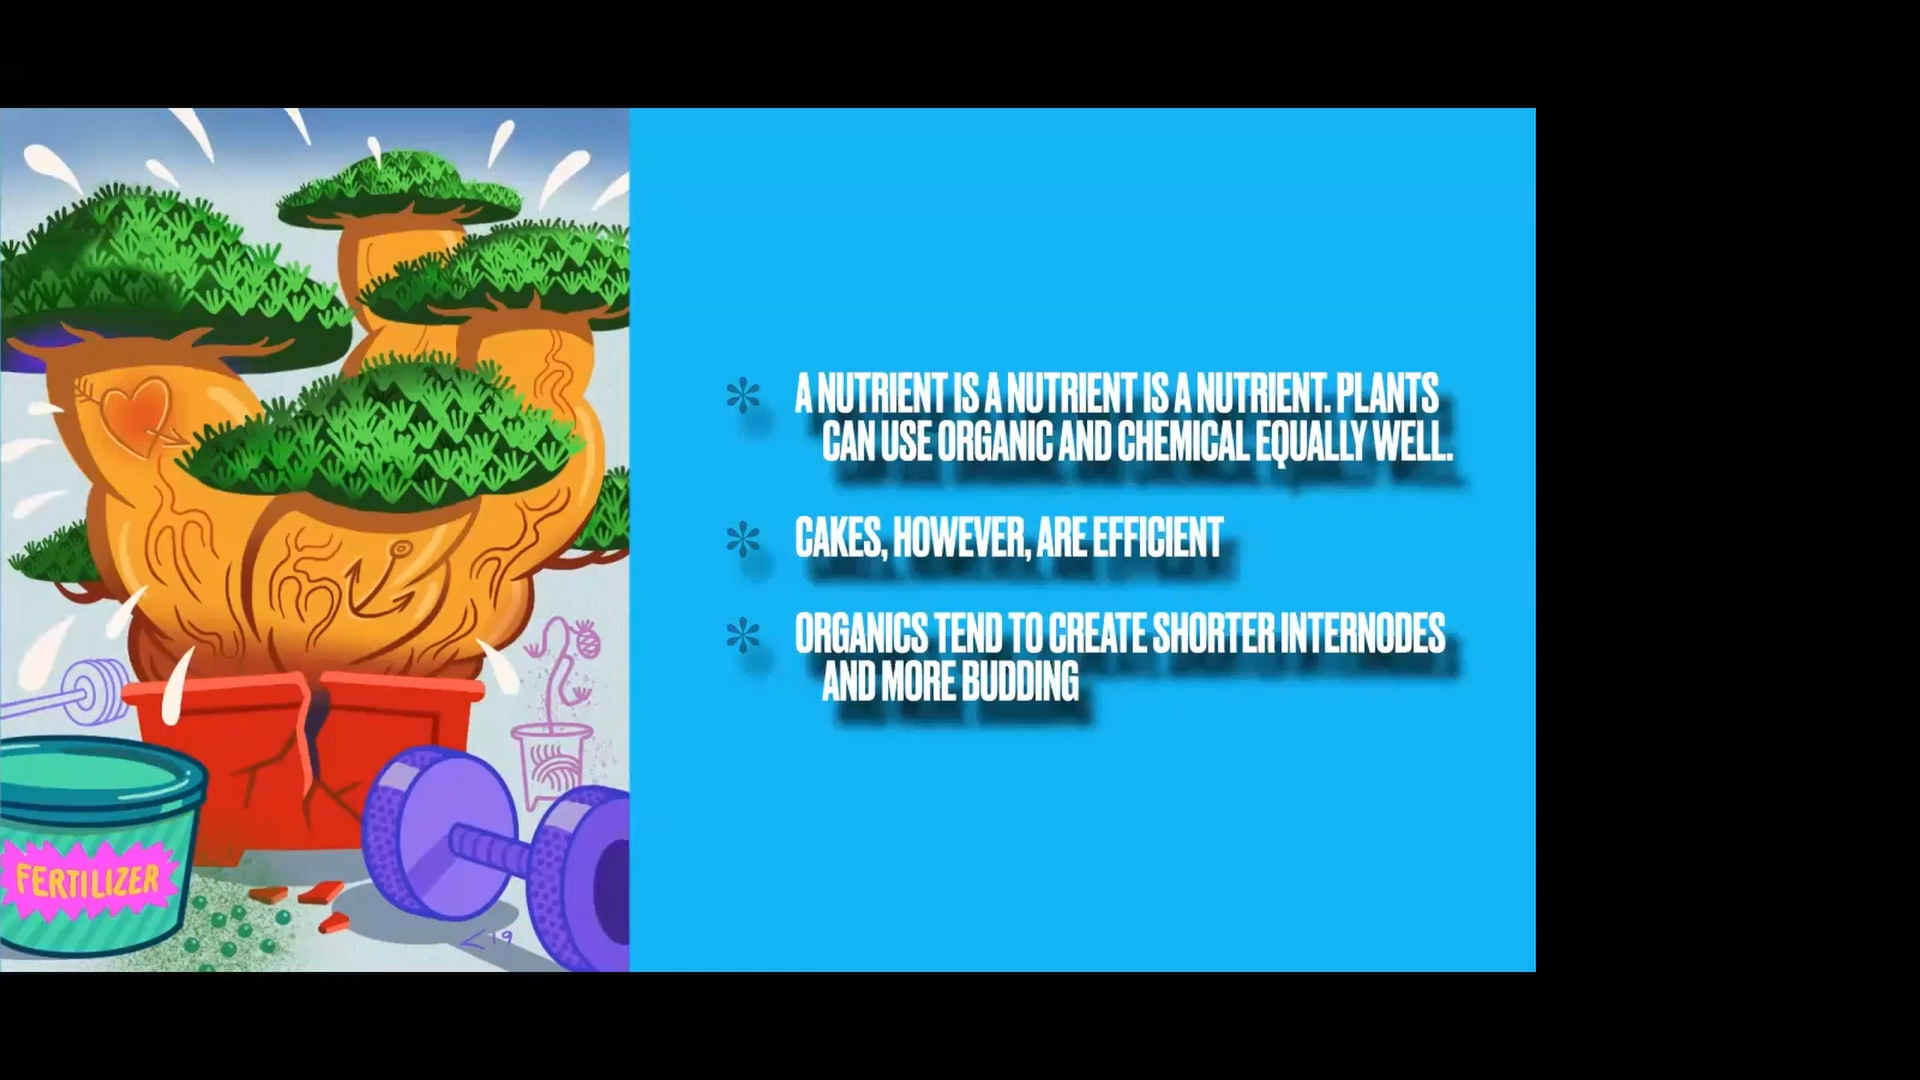 A NUTRIENT IS A NUTRIENT IS A NUTRIENT. PLANTS
CAN USE ORGANIC AND CHEMICAL EQUALLY WELL.
CAKES, HOWEVER, ARE EFFICIENT
ORGANICS TEND TO CREATE SHORTER INTERNODES
AND MORE BUDDING
FERTILIZER